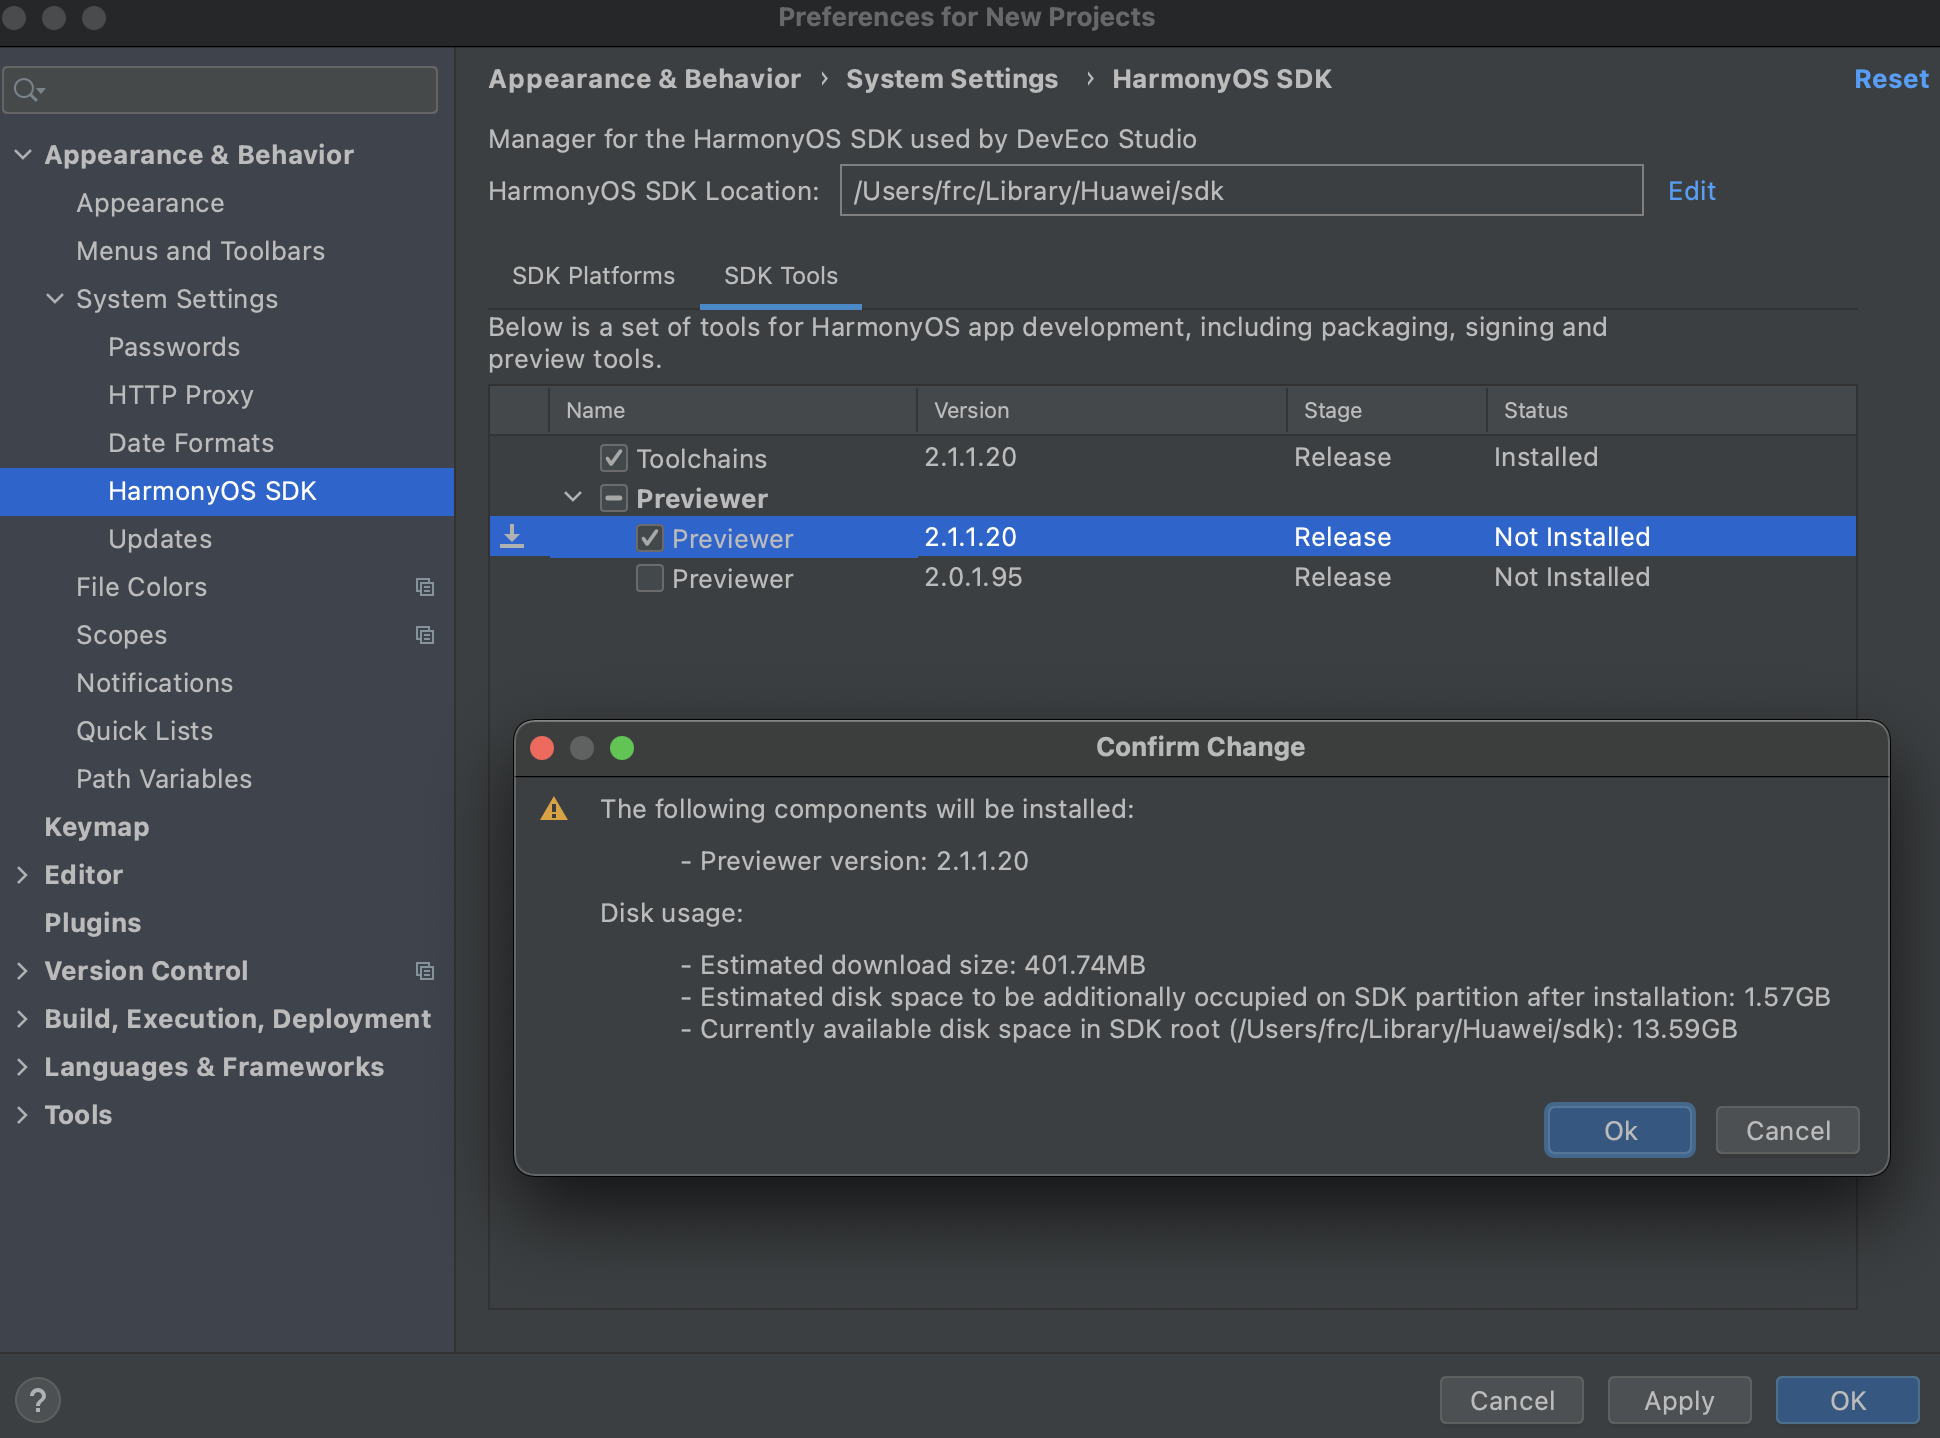 Preferences for New Projects
Appearance & Behavior › System Settings › HarmonyOS SDK
Reset
Appearance & Behavior
Appearance
Menus and Toolbars
System Settings
Passwords
HTTP Proxy
Date Formats
HarmonyOS SDK
Updates
File Colors
Scopes
Notifications
Quick Lists
Path Variables
Keymap
Editor
Plugins
Version Control
Build, Execution, Deployment
Languages & Frameworks
Tools
Manager for the HarmonyOS SDK used by DevEco Studio
HarmonyOS SDK Location: /Users/frc/Library/Huawei/sdk Edit
SDK Platforms SDK Tools
Below is a set of tools for HarmonyOS app development, including packaging, signing and
preview tools.
Name Version Stage Status
Toolchains 2.1.1.20 Release Installed
Previewer
Previewer 2.1.1.20 Release Not Installed
Previewer 2.0.1.95 Release Not Installed
Confirm Change
The following components will be installed:
- Previewer version: 2.1.1.20
Disk usage:
- Estimated download size: 401.74MB
- Estimated disk space to be additionally occupied on SDK partition after installation: 1.57GB
- Currently available disk space in SDK root (/Users/frc/Library/Huawei/sdk): 13.59GB
Ok Cancel
? Cancel Apply OK